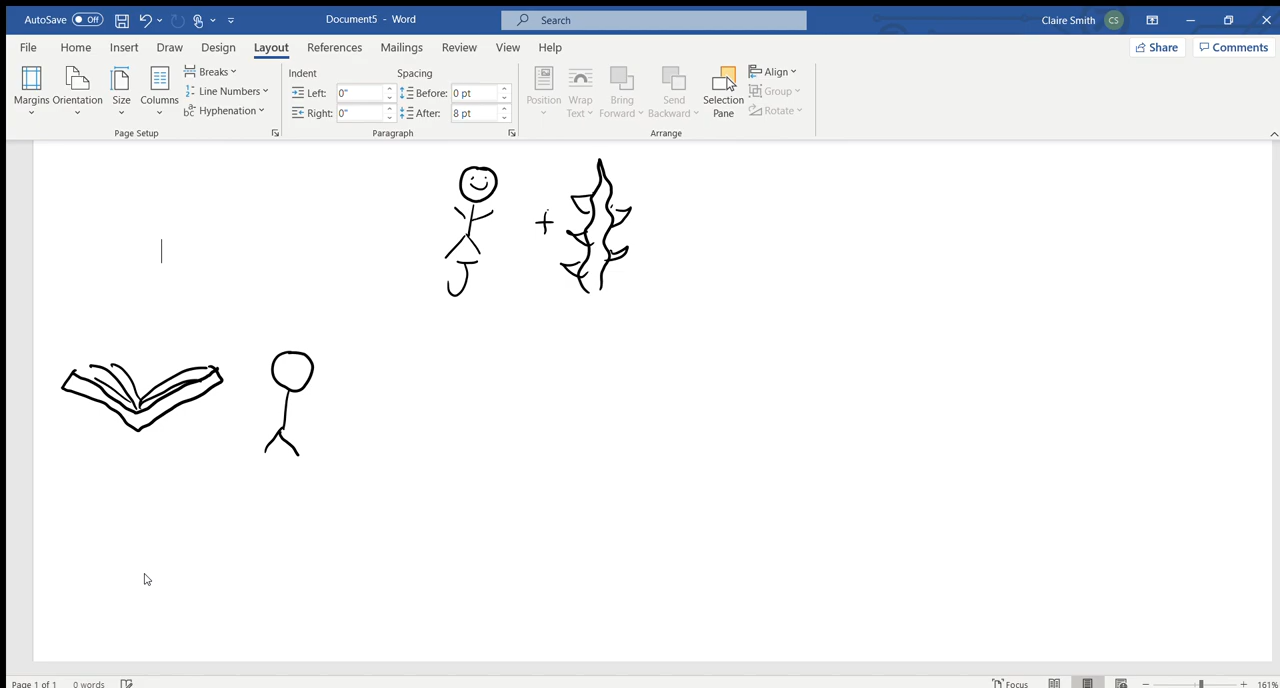 AutoSave Off Document5 - Word Search Claire Smith CS
File Home Insert Draw Design Layout References Mailings Review View Help Share Comments
Margins Orientation Size Columns Breaks Line Numbers Hyphenation
Page Setup
Indent Spacing
Left: 0" Before: 0 pt
Right: 0" After: 8 pt
Paragraph
Position Wrap Text Bring Forward Send Backward Selection Pane Align Group Rotate
Arrange
+
J
Page 1 of 1 0 words Focus 161%